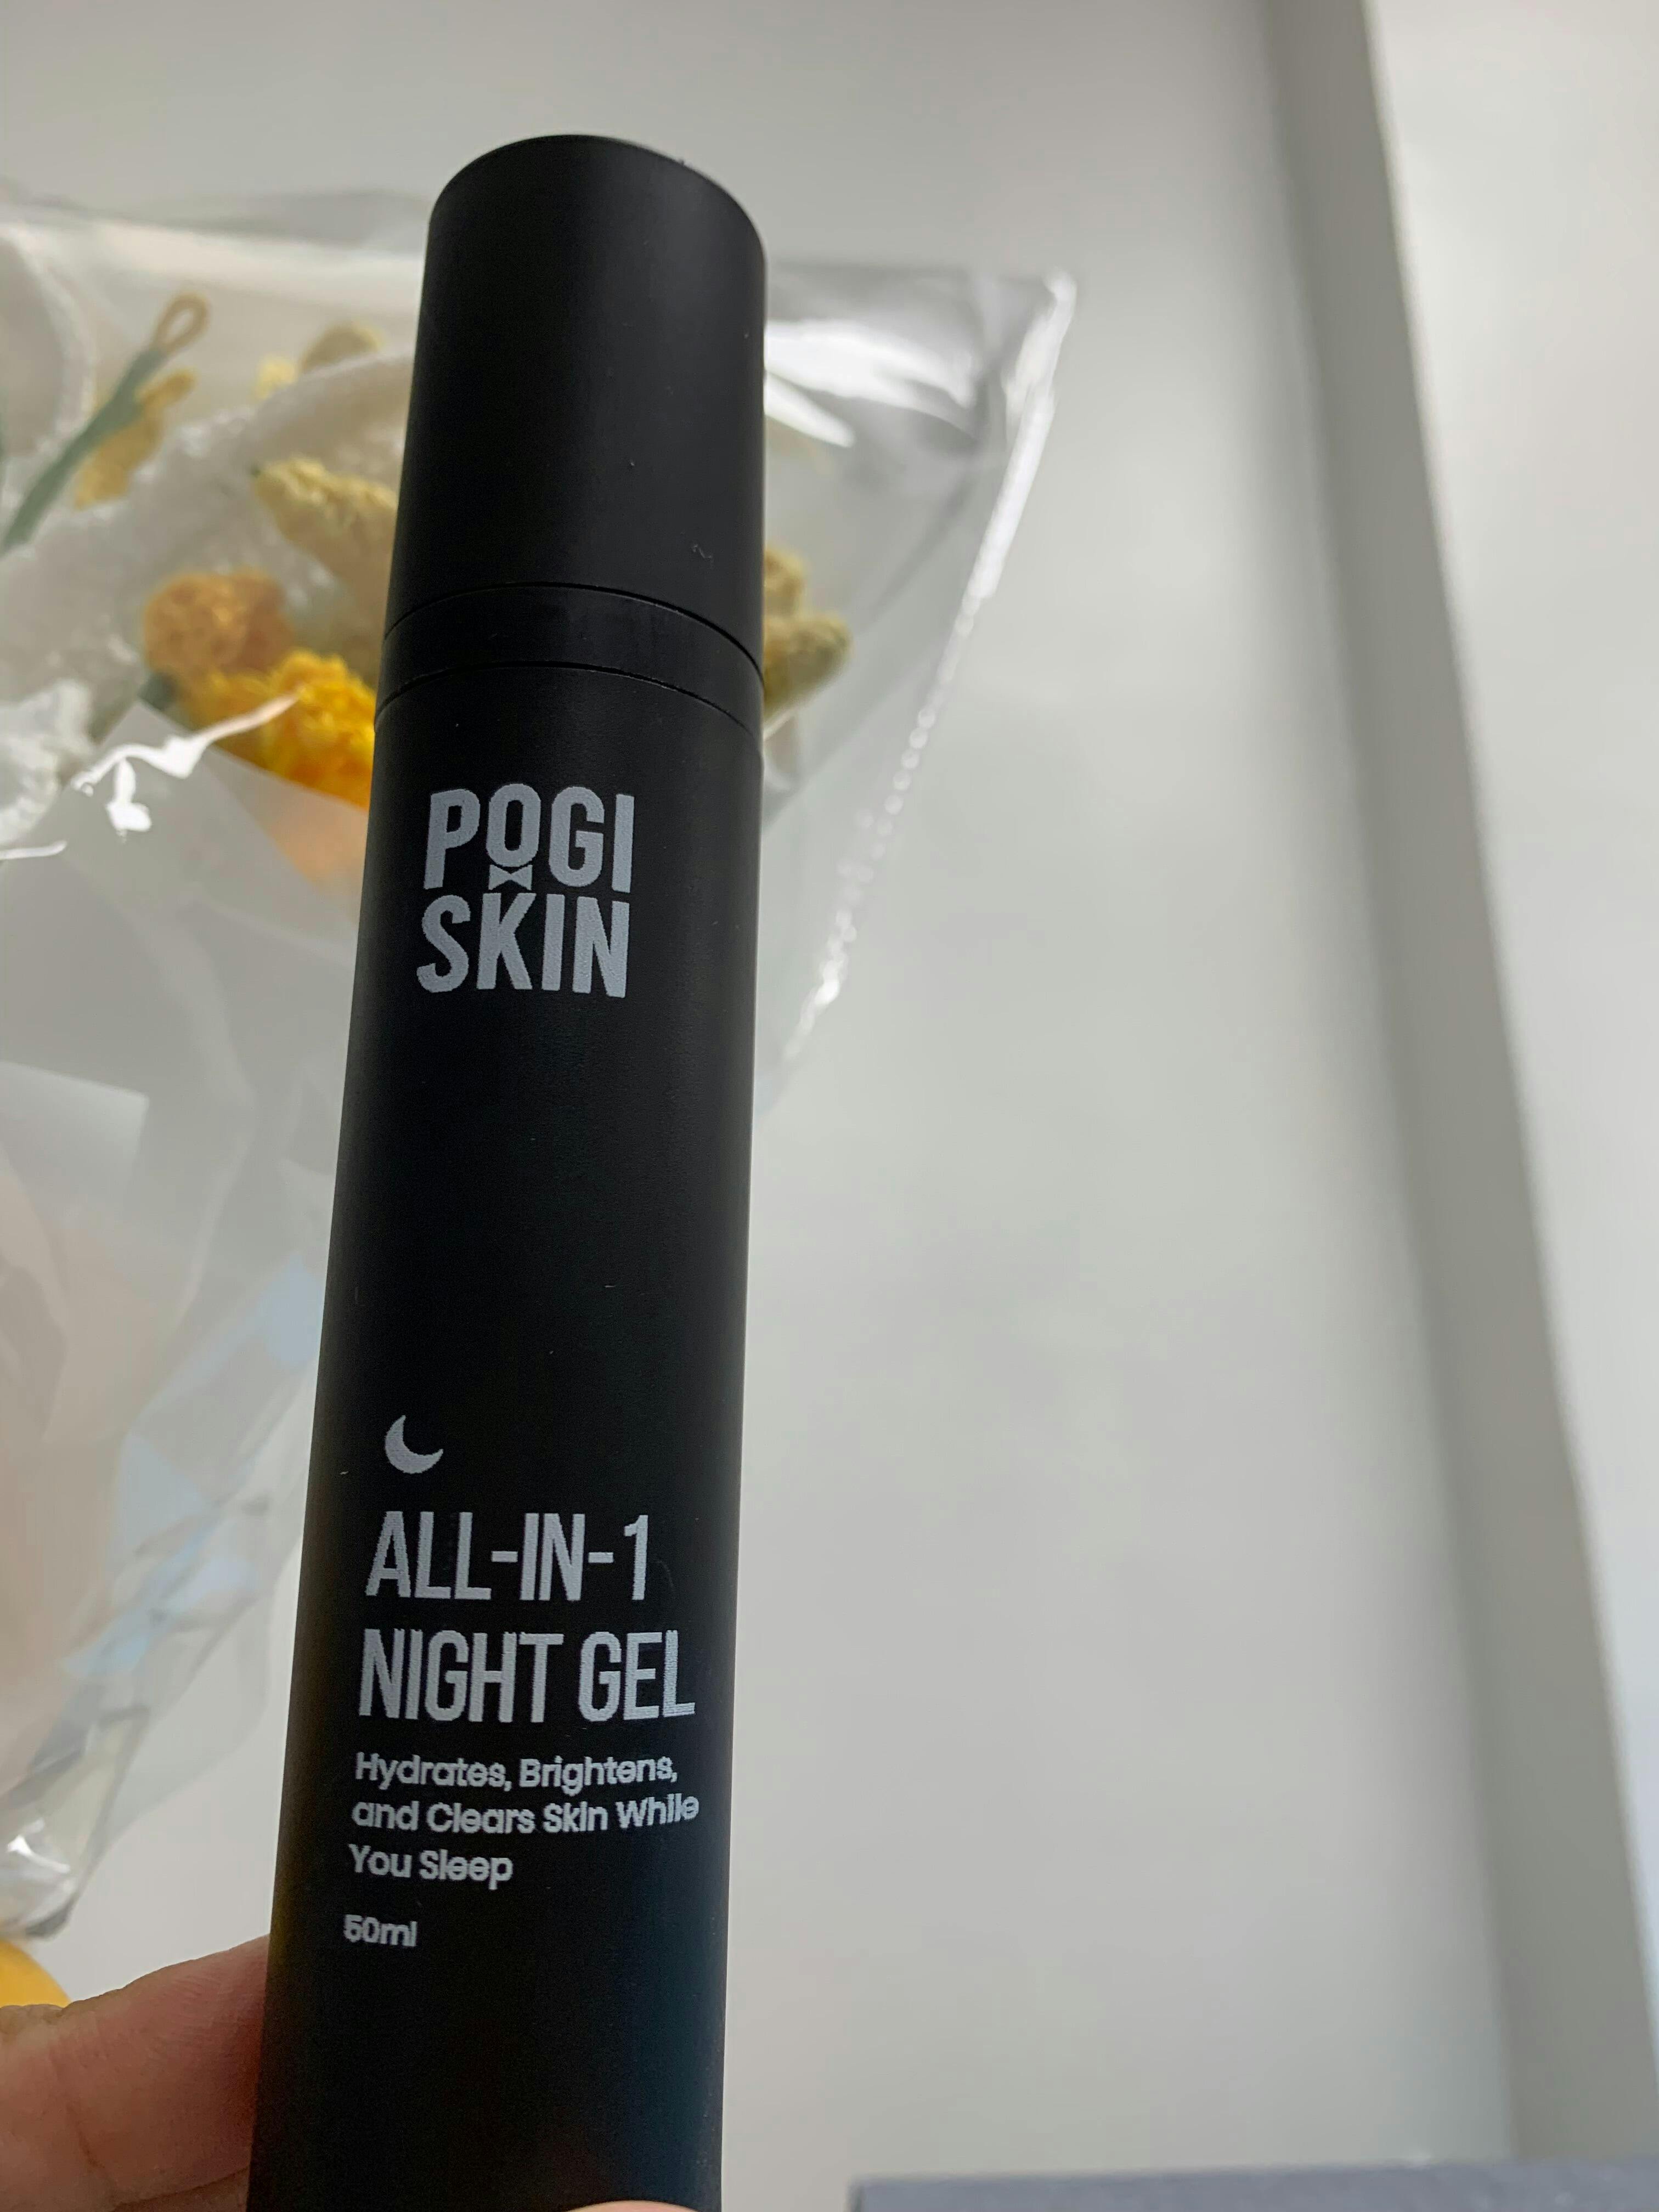 POGI
SKIN
ALL-IN-1
NIGHT GEL
Hydrates, Brightens,
and Clears Skin While
You Sleep
50ml